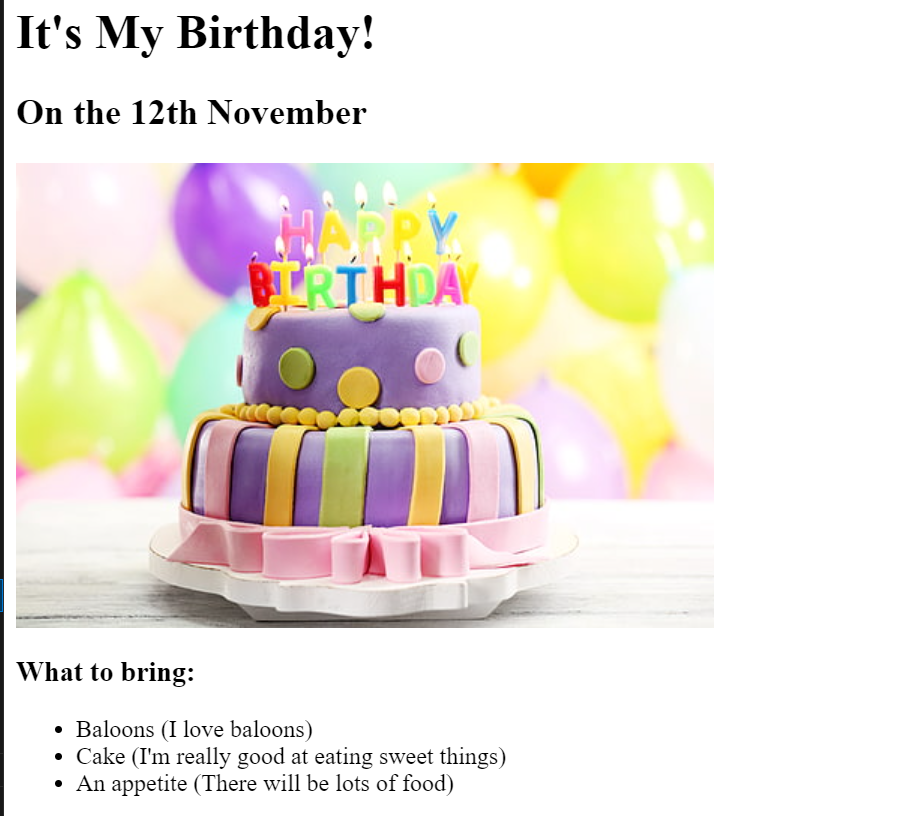 It's My Birthday!
On the 12th November
HAPPY
BIRTHDAY
What to bring:
Baloons (I love baloons)
Cake (I'm really good at eating sweet things)
An appetite (There will be lots of food)